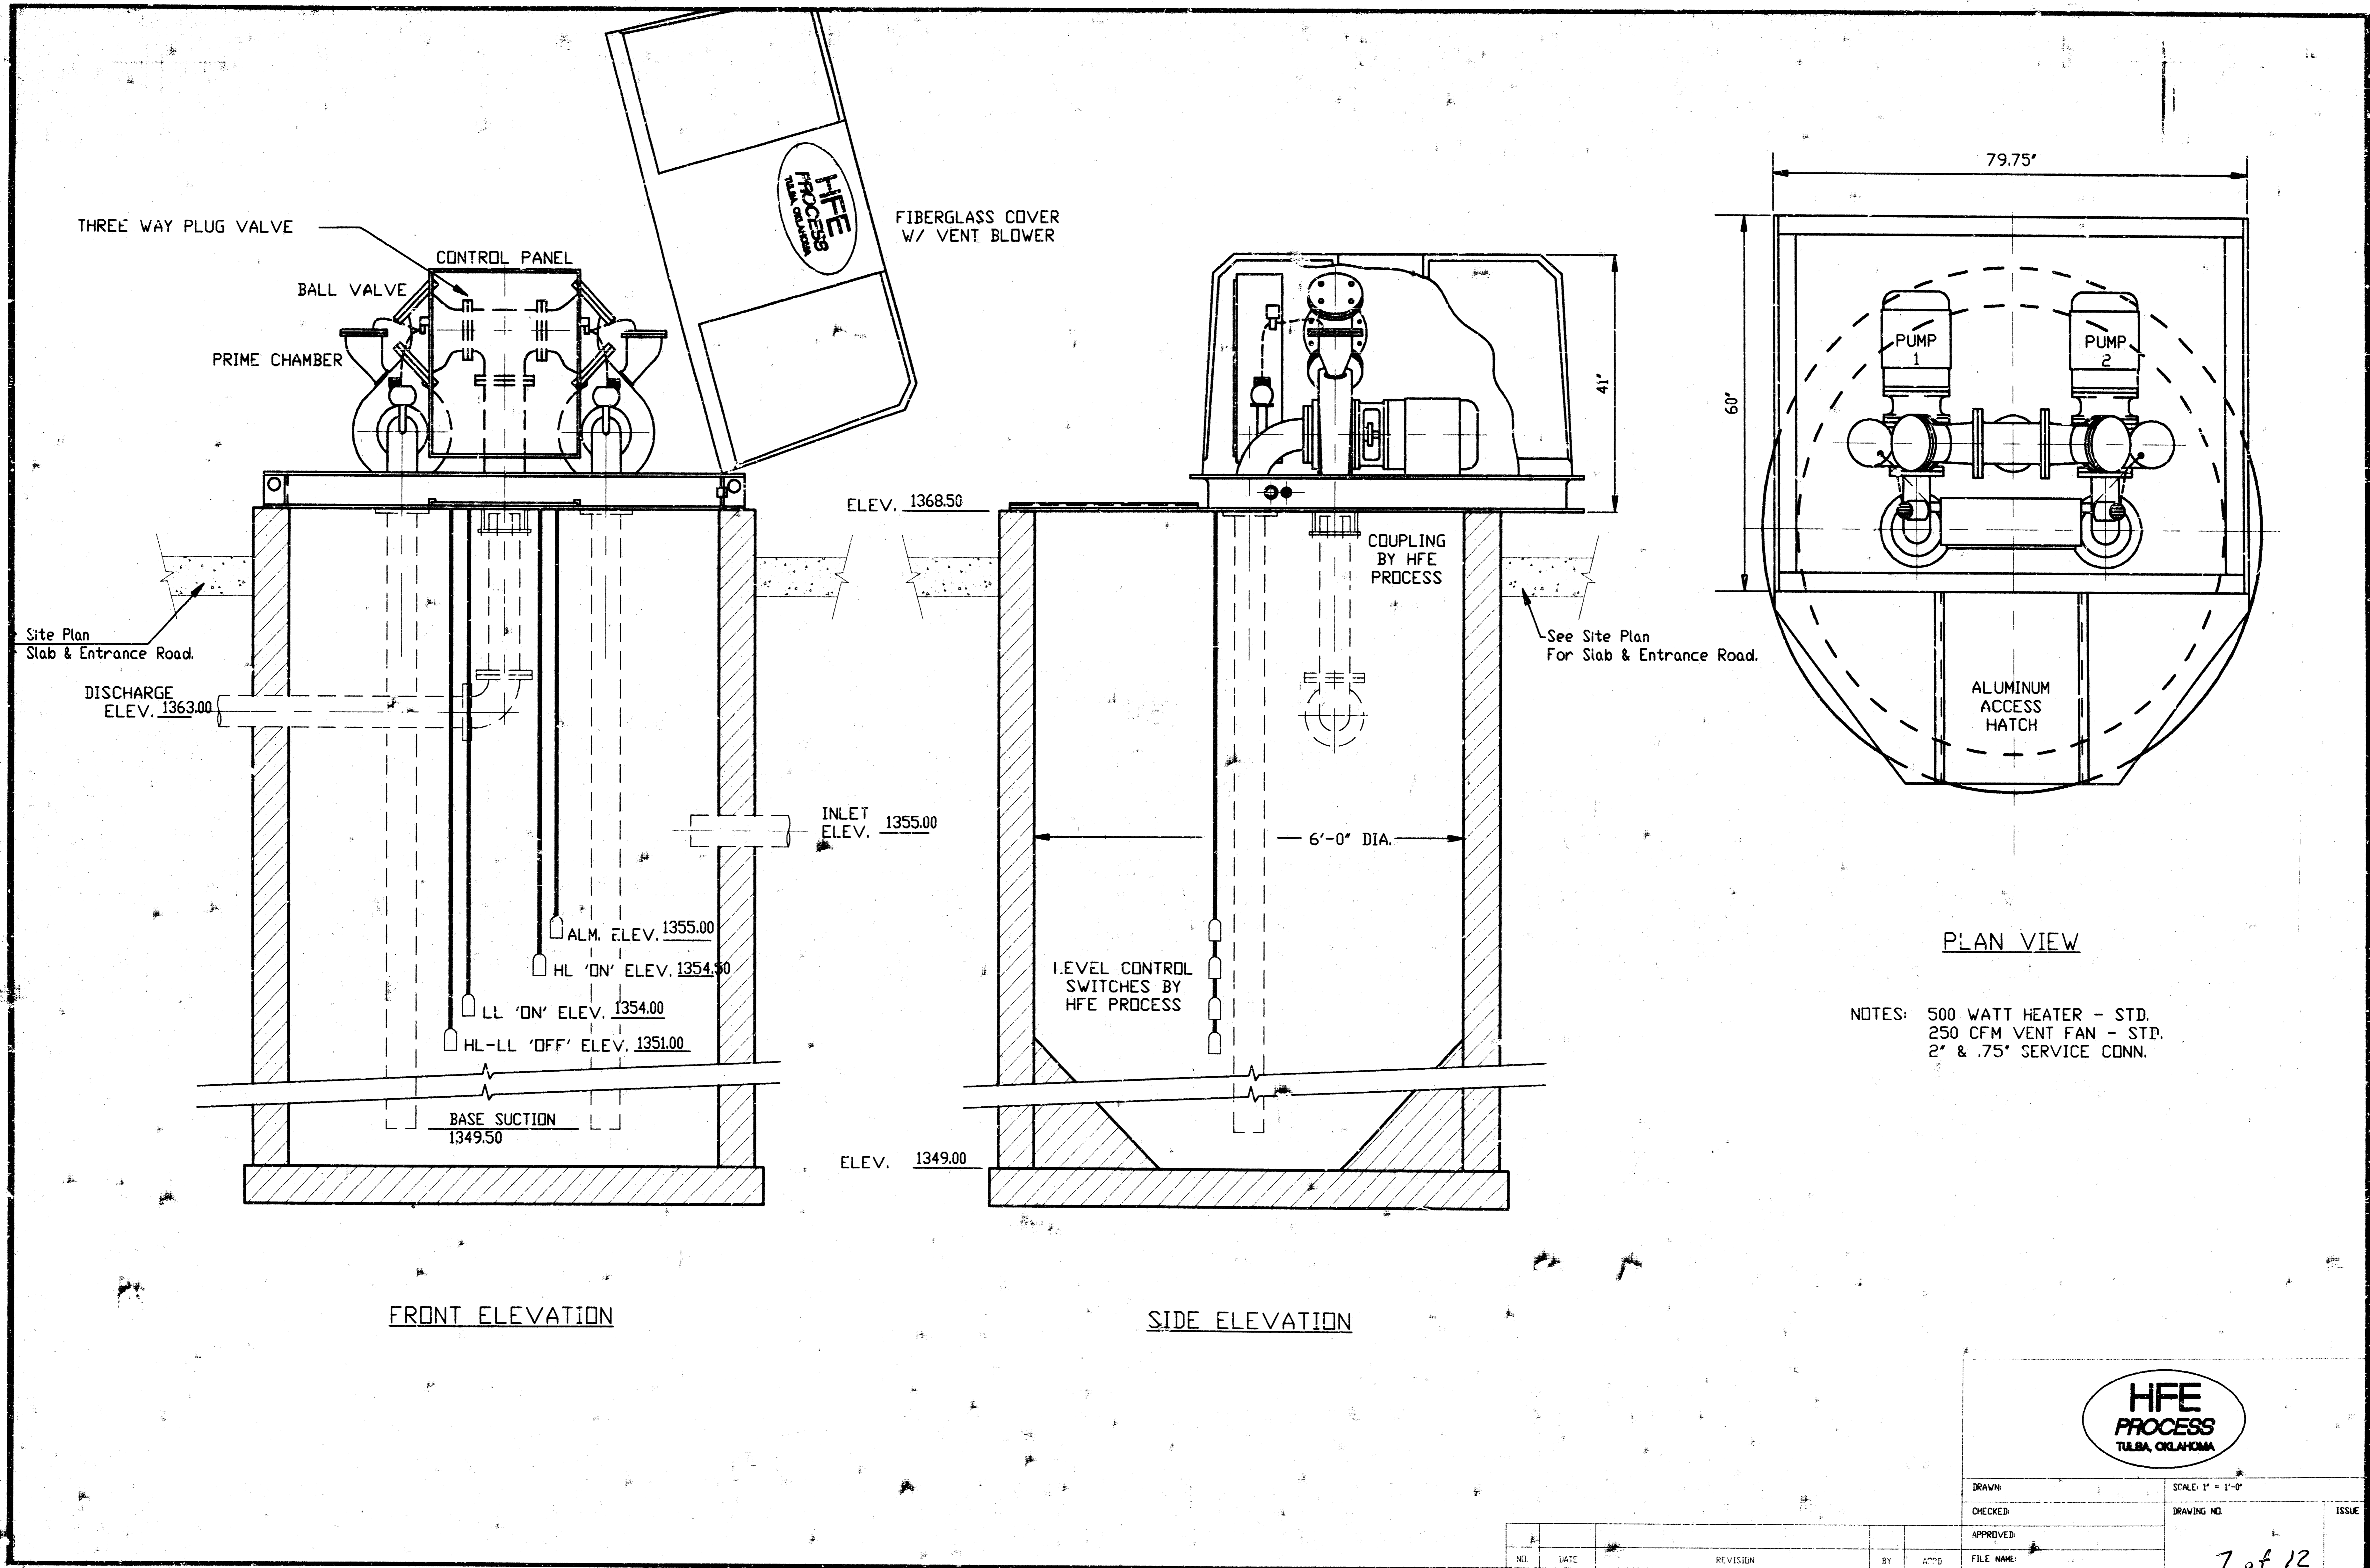 HFE
PROCESS
TULSA, OKLAHOMA
THREE WAY PLUG VALVE
CONTROL PANEL
BALL VALVE
PRIME CHAMBER
FIBERGLASS COVER
W/ VENT BLOWER
Site Plan
Slab & Entrance Road.
DISCHARGE
ELEV. 1363.00
INLET
ELEV. 1355.00
ALM. ELEV. 1355.00
HL 'ON' ELEV. 1354.50
LL 'ON' ELEV. 1354.00
HL-LL 'OFF' ELEV. 1351.00
BASE SUCTION
1349.50
FRONT ELEVATION
41"
ELEV. 1368.50
COUPLING
BY HFE
PROCESS
See Site Plan
For Slab & Entrance Road.
6'-0" DIA.
LEVEL CONTROL
SWITCHES BY
HFE PROCESS
ELEV. 1349.00
SIDE ELEVATION
79.75"
60"
PUMP
1
PUMP
2
ALUMINUM
ACCESS
HATCH
PLAN VIEW
NOTES: 500 WATT HEATER - STD.
250 CFM VENT FAN - STD.
2" & .75" SERVICE CONN.
HFE
PROCESS
TULSA, OKLAHOMA
DRAWN:
SCALE: 1" = 1'-0"
CHECKED:
DRAWING NO.
ISSUE
APPROVED:
FILE NAME:
7 of 12
NO. DATE REVISION BY APPD